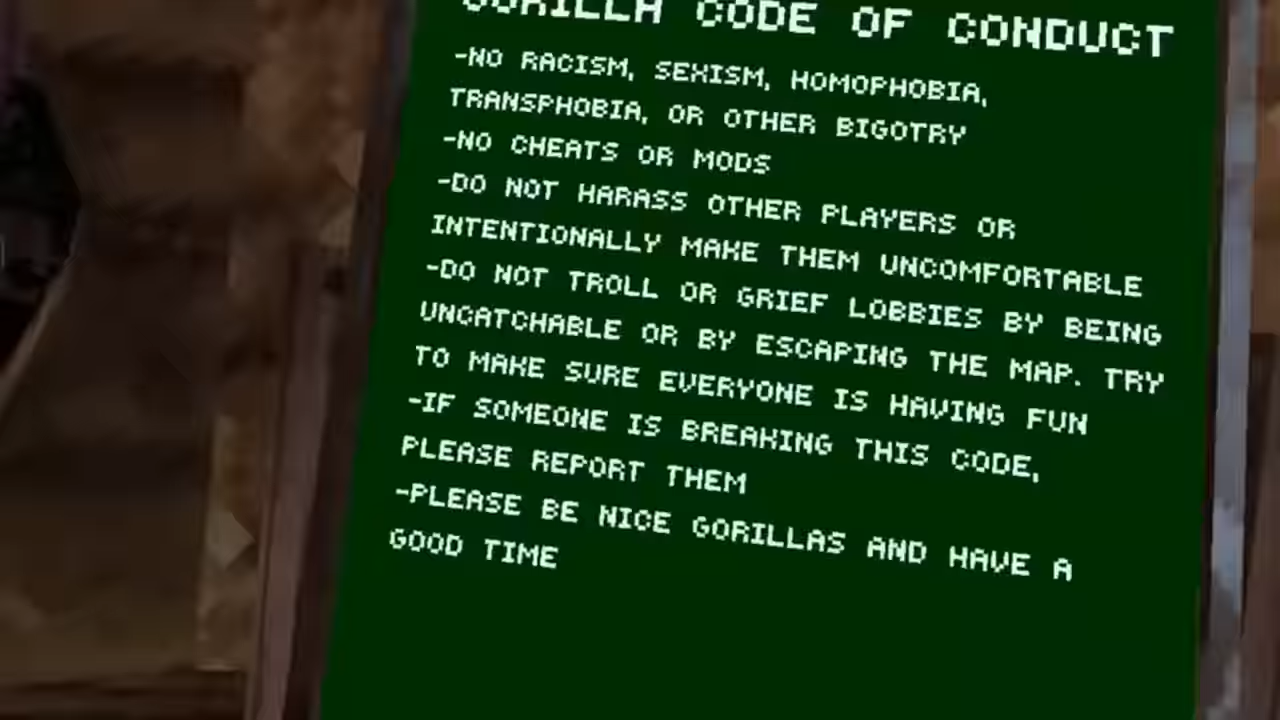 GORILLA CODE OF CONDUCT
-NO RACISM, SEXISM, HOMOPHOBIA,
TRANSPHOBIA, OR OTHER BIGOTRY
-NO CHEATS OR MODS
-DO NOT HARASS OTHER PLAYERS OR
INTENTIONALLY MAKE THEM UNCOMFORTABLE
-DO NOT TROLL OR GRIEF LOBBIES BY BEING
UNCATCHABLE OR BY ESCAPING THE MAP. TRY
TO MAKE SURE EVERYONE IS HAVING FUN
-IF SOMEONE IS BREAKING THIS CODE,
PLEASE REPORT THEM
-PLEASE BE NICE GORILLAS AND HAVE A
GOOD TIME